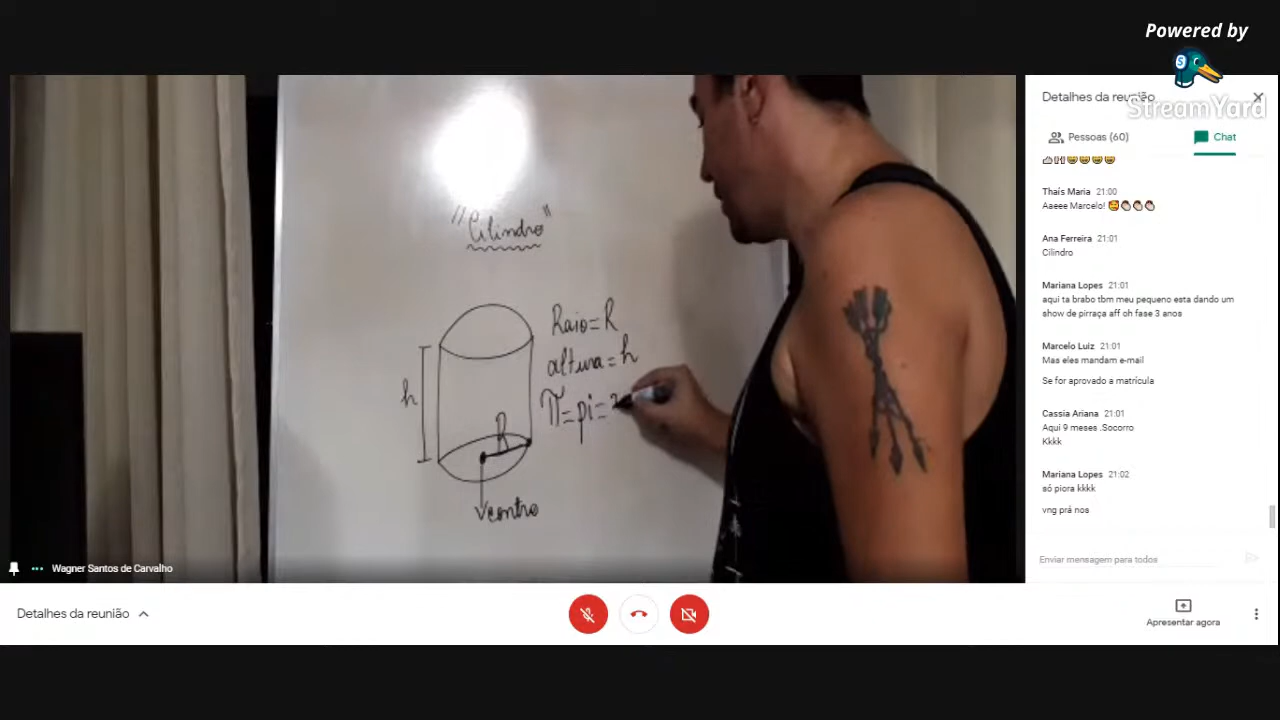 Powered by
StreamYard
"Cilindro"
Raio=R
altura=h
π=pi=3
h
R
centro
Wagner Santos de Carvalho
Detalhes da reunião
Pessoas (60)
Chat
Thaís Maria 21:00
Aaeee Marcelo!
Ana Ferreira 21:01
Cilindro
Mariana Lopes 21:01
aqui ta brabo tbm meu pequeno esta dando um
show de pirraça aff oh fase 3 anos
Marcelo Luiz 21:01
Mas eles mandam e-mail
Se for aprovado a matrícula
Cassia Ariana 21:01
Aqui 9 meses .Socorro
Kkkk
Mariana Lopes 21:02
só piora kkkk
vng prá nos
Enviar mensagem para todos
Detalhes da reunião
Apresentar agora